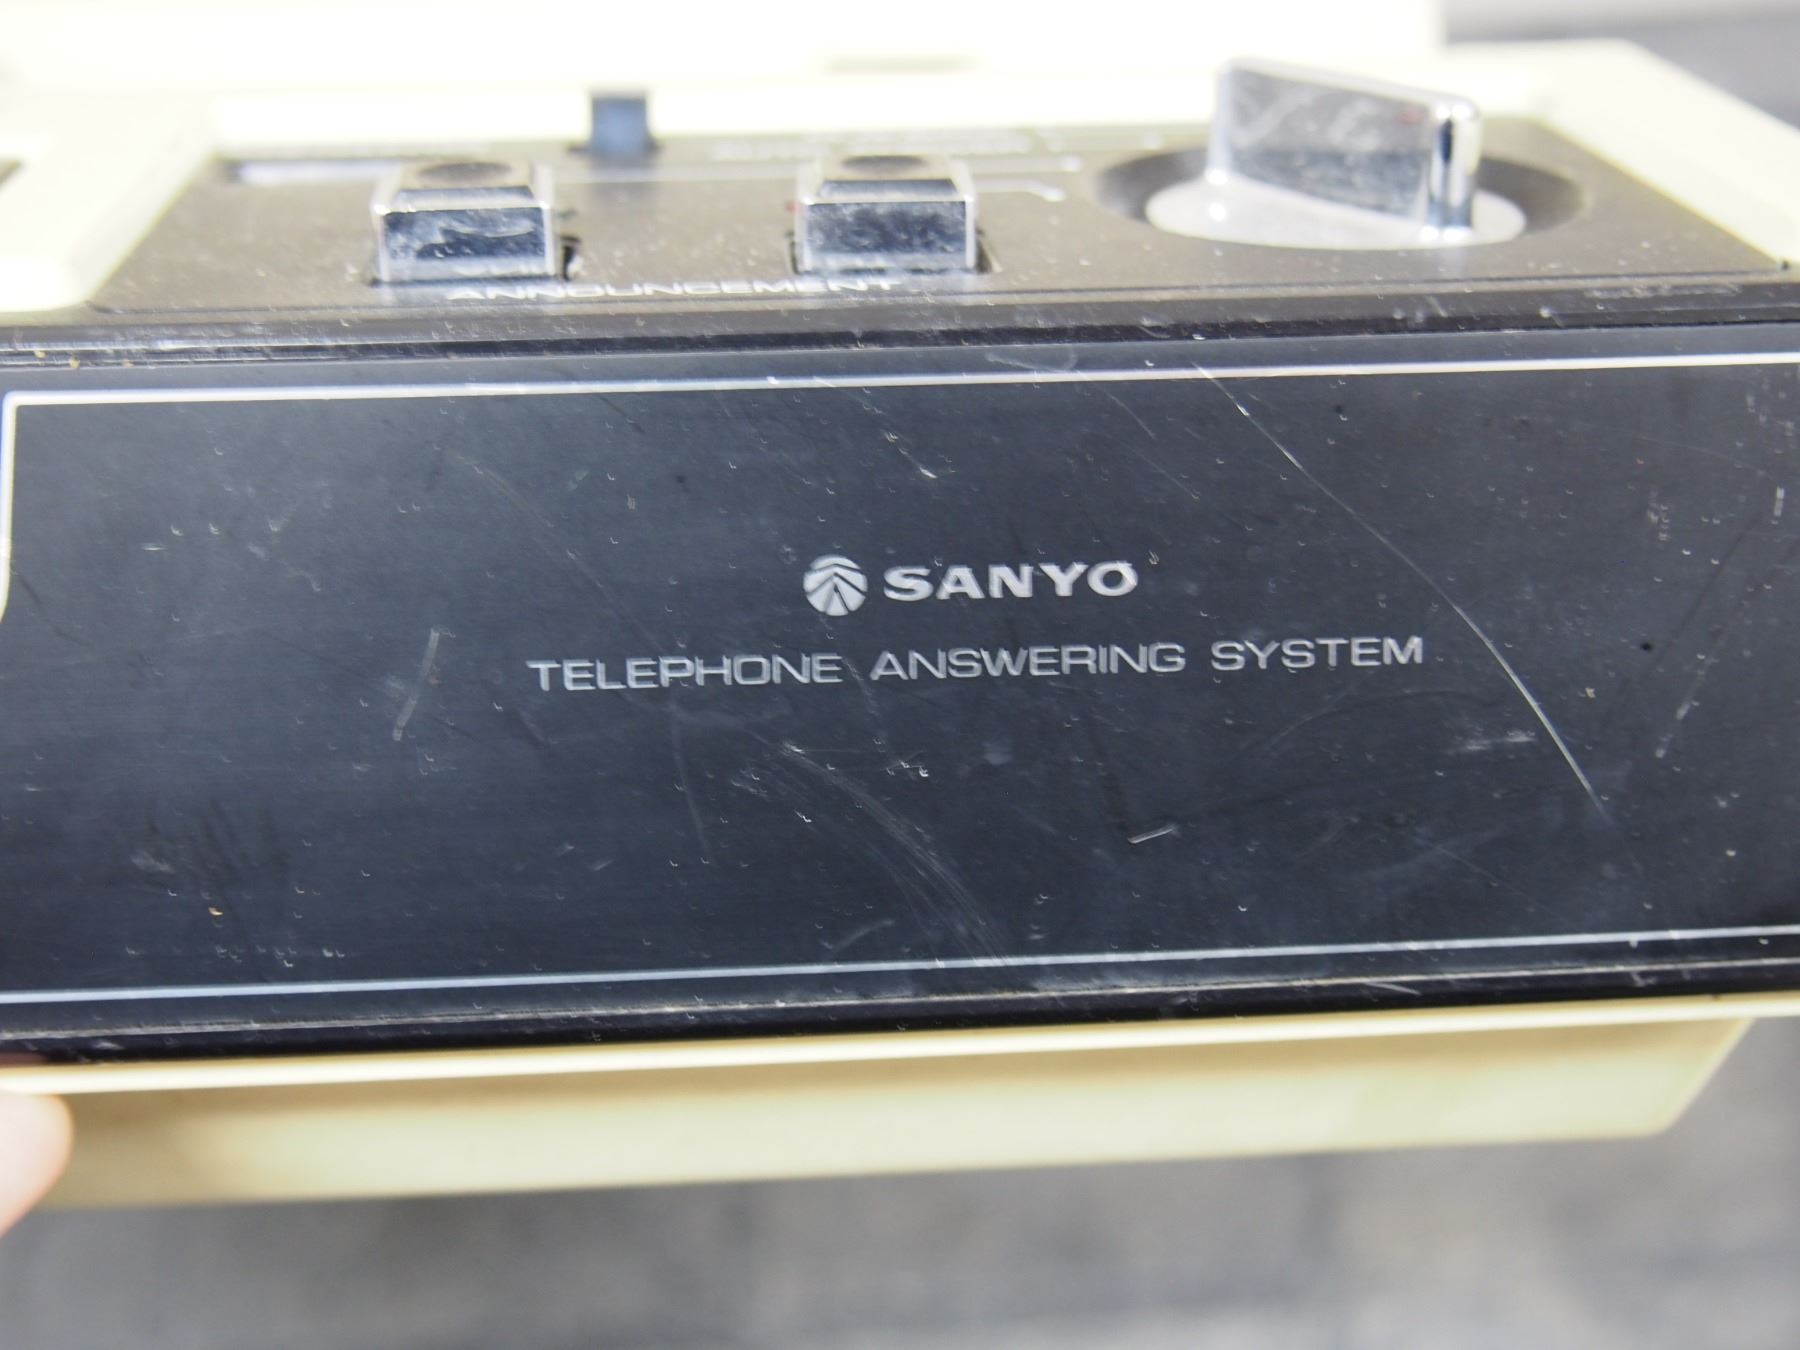 ANNOUNCEMENT
SANYO
TELEPHONE ANSWERING SYSTEM